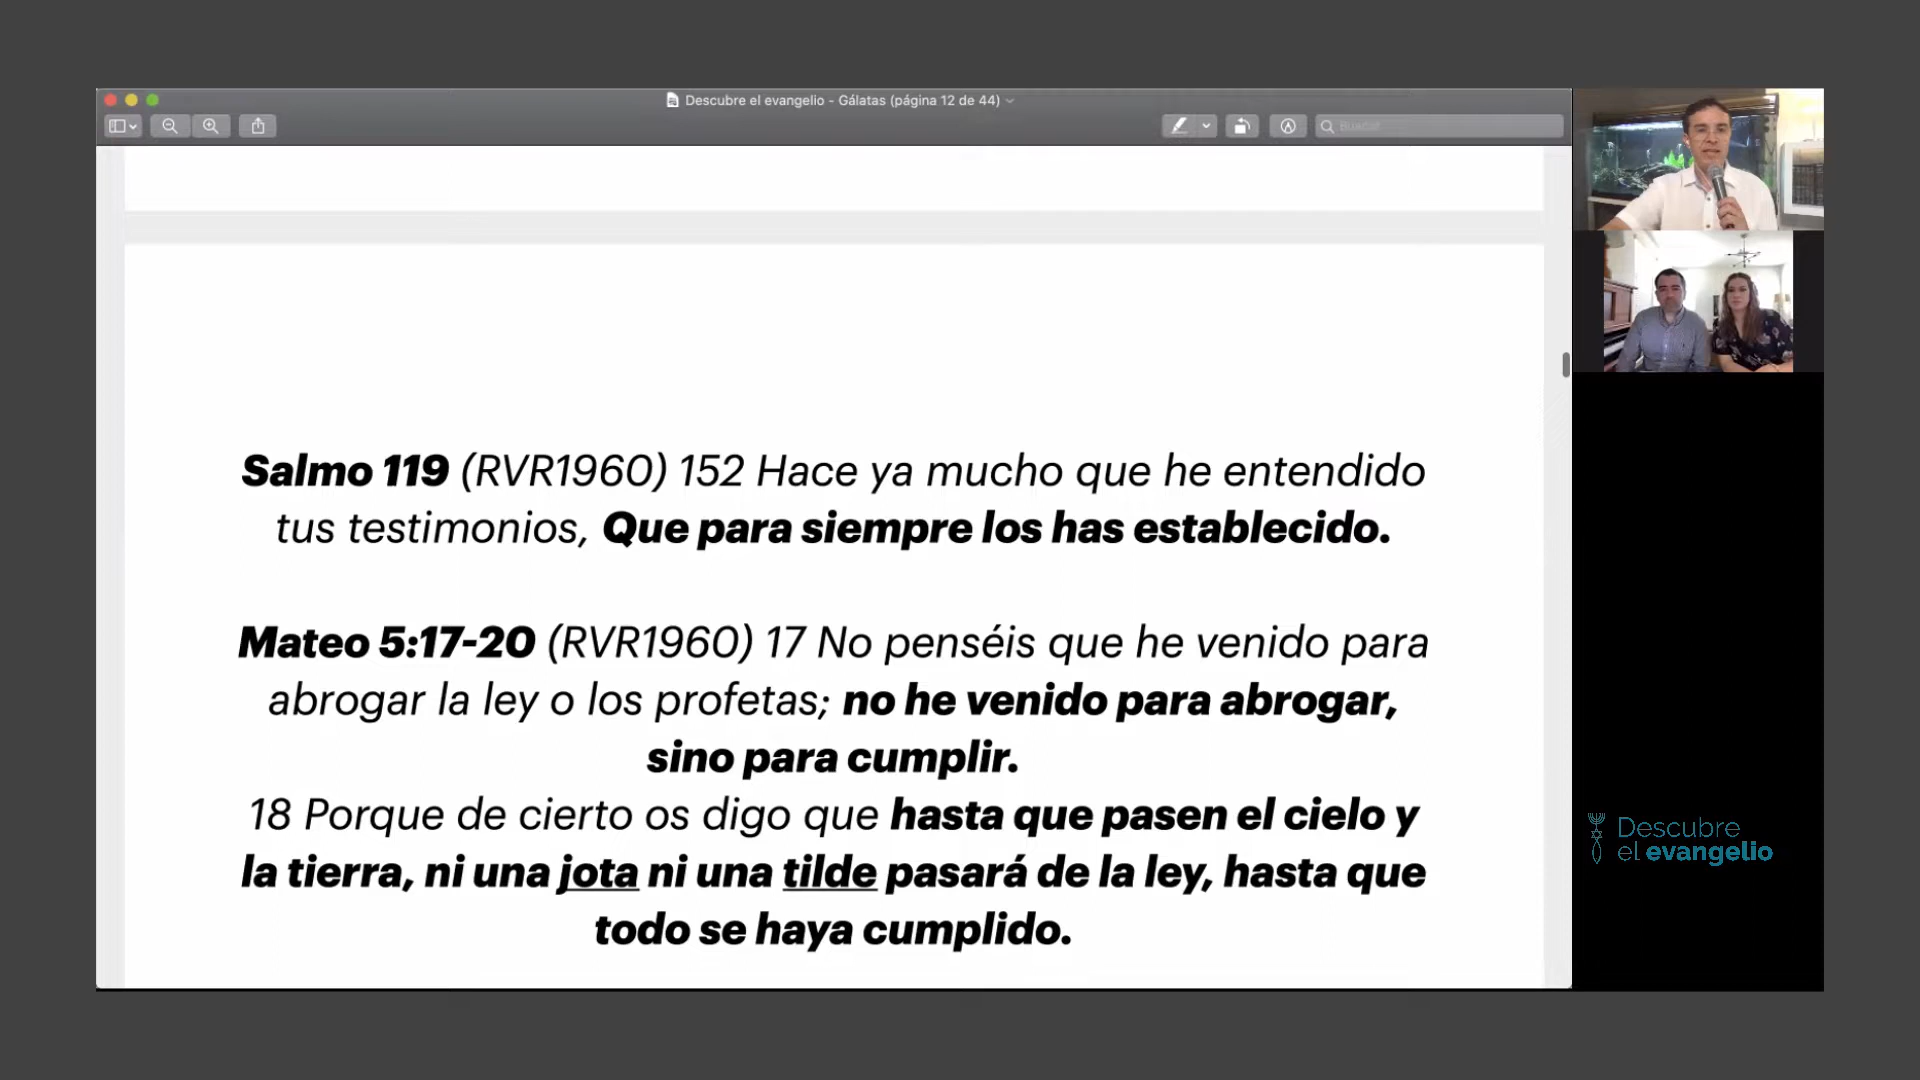 Descubre el evangelio - Gálatas (página 12 de 44)
Buscar
Salmo 119 (RVR1960) 152 Hace ya mucho que he entendido
tus testimonios, Que para siempre los has establecido.
Mateo 5:17-20 (RVR1960) 17 No penséis que he venido para
abrogar la ley o los profetas; no he venido para abrogar,
sino para cumplir.
18 Porque de cierto os digo que hasta que pasen el cielo y
la tierra, ni una jota ni una tilde pasará de la ley, hasta que
todo se haya cumplido.
Descubre
el evangelio